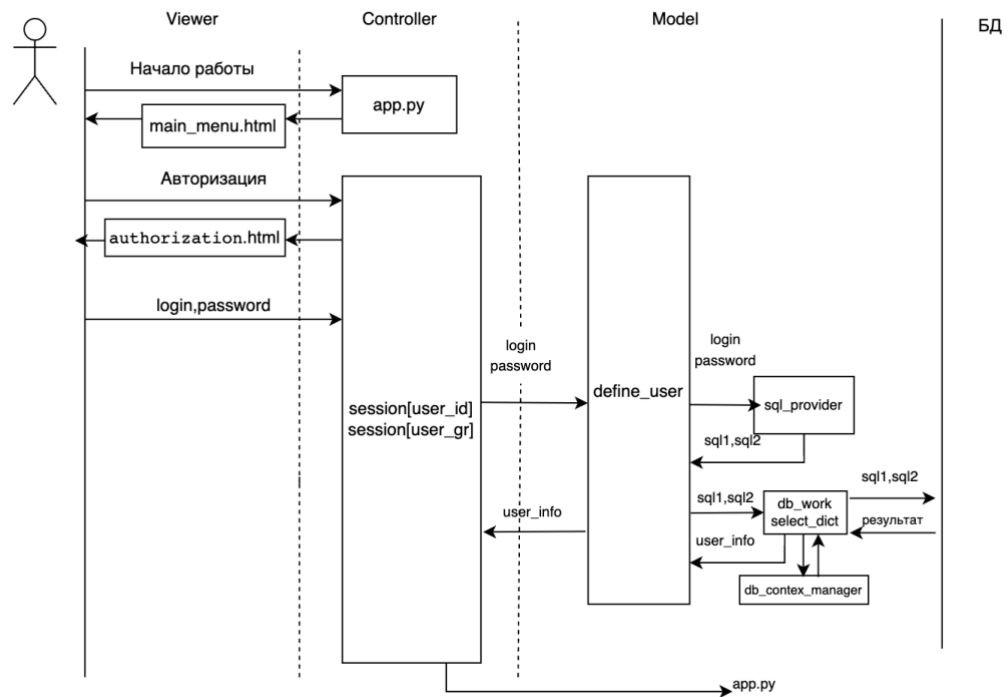 Viewer
Controller
Model
БД
Начало работы
app.py
main_menu.html
Авторизация
authorization.html
login,password
login
password
login
password
define_user
sql_provider
session[user_id]
session[user_gr]
sql1,sql2
sql1,sql2
sql1,sql2
db_work
select_dict
user_info
результат
user_info
db_contex_manager
app.py